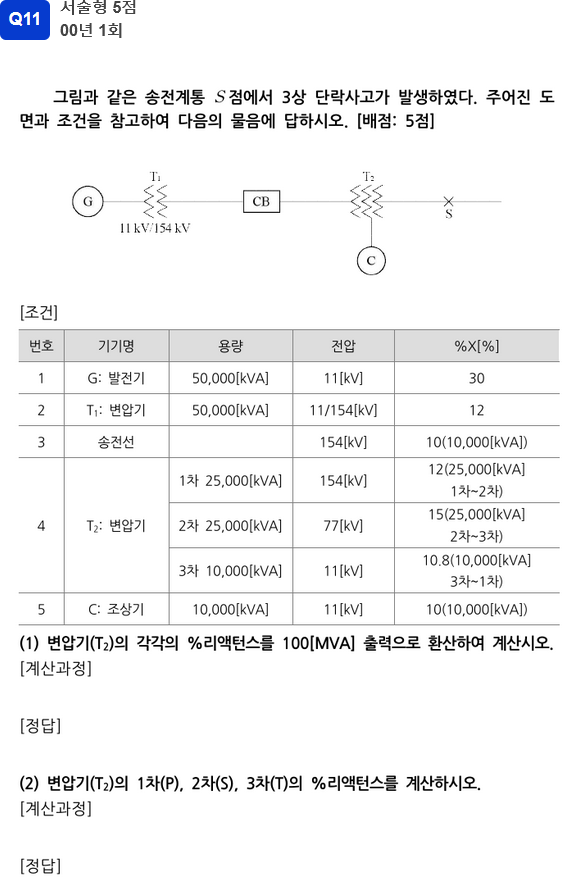 Q11
서술형 5점
00년 1회
그림과 같은 송전계통 S점에서 3상 단락사고가 발생하였다. 주어진 도
면과 조건을 참고하여 다음의 물음에 답하시오. [배점: 5점]
T₁ T₂
G CB S
11 kV/154 kV
C
[조건]
번호 기기명 용량 전압 %X[%]
1 G: 발전기 50,000[kVA] 11[kV] 30
2 T₁: 변압기 50,000[kVA] 11/154[kV] 12
3 송전선 154[kV] 10(10,000[kVA])
4 T₂: 변압기
1차 25,000[kVA] 154[kV] 12(25,000[kVA]
1차~2차)
2차 25,000[kVA] 77[kV] 15(25,000[kVA]
2차~3차)
3차 10,000[kVA] 11[kV] 10.8(10,000[kVA]
3차~1차)
5 C: 조상기 10,000[kVA] 11[kV] 10(10,000[kVA])
(1) 변압기(T₂)의 각각의 %리액턴스를 100[MVA] 출력으로 환산하여 계산시오.
[계산과정]
[정답]
(2) 변압기(T₂)의 1차(P), 2차(S), 3차(T)의 %리액턴스를 계산하시오.
[계산과정]
[정답]